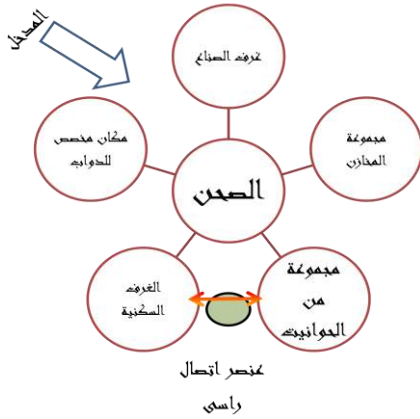 المدخل
غرف الصناع
مكان مخصص
للدواب
مجموعة
المخازن
الصحن
الغرف
السكنية
مجموعة
من
الحوانيت
عنصر اتصال
راسى